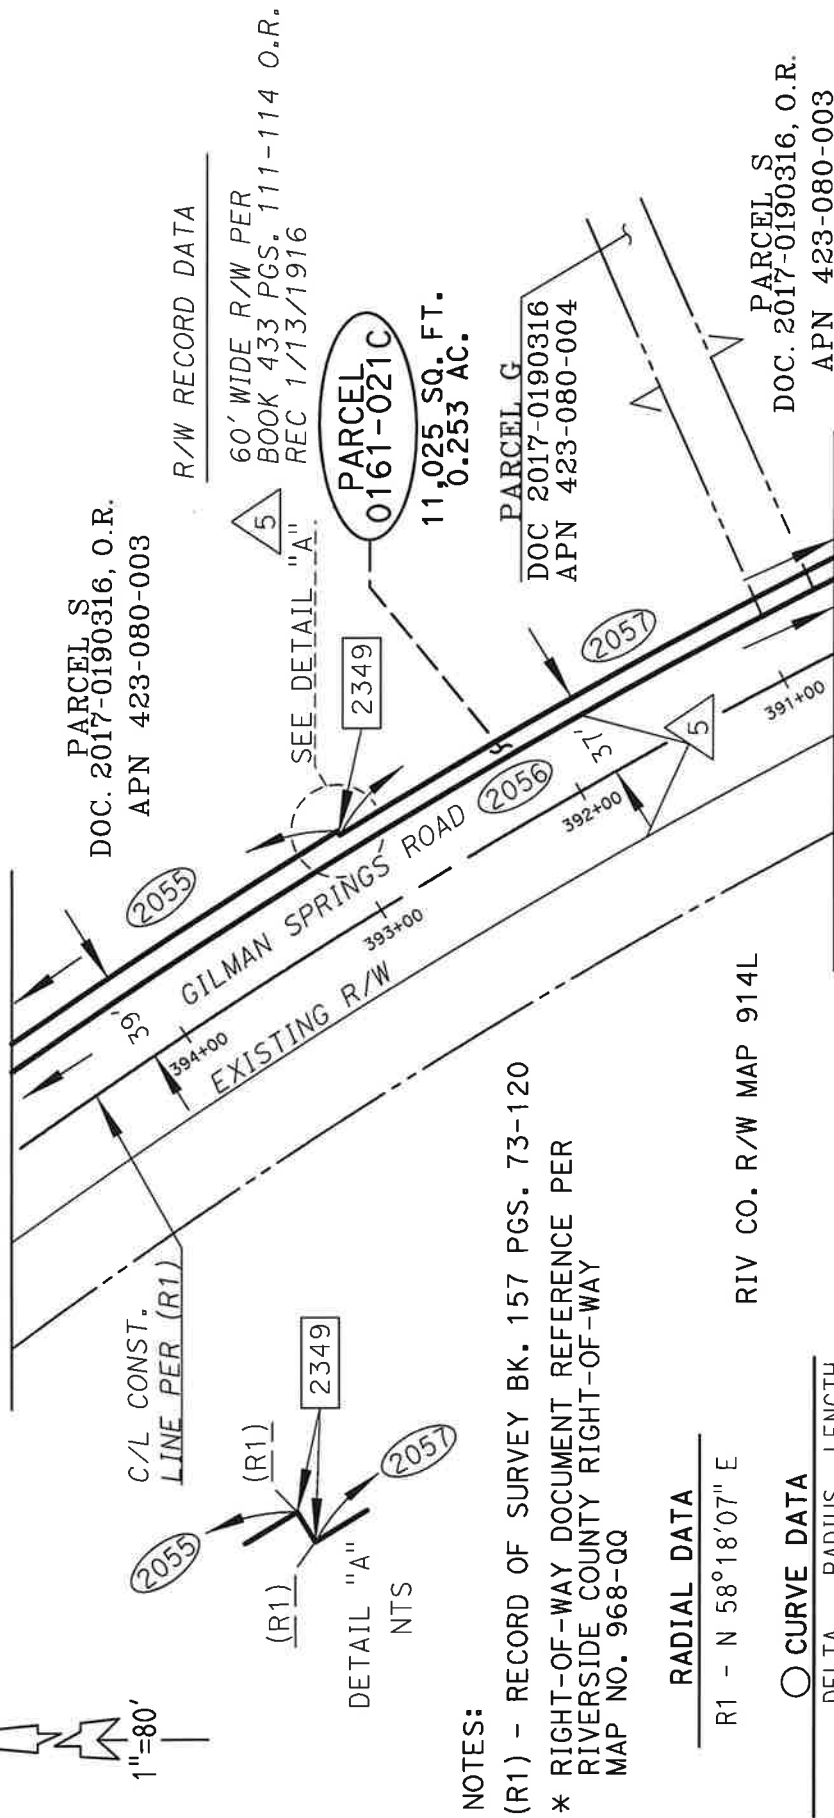 R/W RECORD DATA
60' WIDE R/W PER
BOOK 433 PGS. 111-114 O.R.
REC 1/13/1916
PARCEL S
DOC. 2017-0190316, O.R.
APN 423-080-003
5
SEE DETAIL "A"
PARCEL
0161-021C
11,025 SQ. FT.
0.253 AC.
2349
PARCEL G
DOC 2017-0190316
APN 423-080-004
PARCEL S
DOC. 2017-0190316, O.R.
APN 423-080-003
2055
2057
2056
39'
37'
GILMAN SPRINGS ROAD
5
394+00
393+00
392+00
391+00
EXISTING R/W
C/L CONST.
LINE PER (R1)
RIV CO. R/W MAP 914L
1"=80'
2055
(R1)
2349
(R1)
2057
DETAIL "A"
NTS
NOTES:
(R1) - RECORD OF SURVEY BK. 157 PGS. 73-120
* RIGHT-OF-WAY DOCUMENT REFERENCE PER
RIVERSIDE COUNTY RIGHT-OF-WAY
MAP NO. 968-QQ
RADIAL DATA
R1 - N 58°18'07" E
CURVE DATA
DELTA RADIUS LENGTH